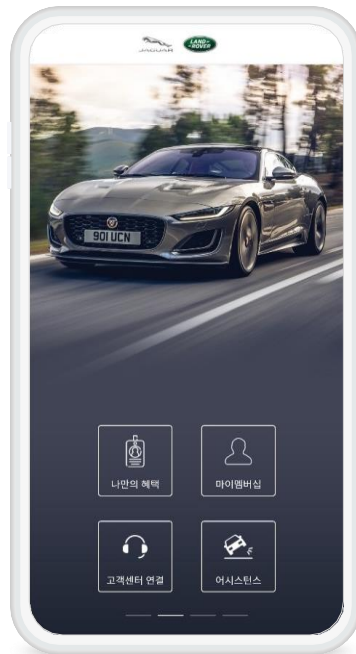 JAGUAR
LAND-
-ROVER
901 UCN
나만의 혜택
마이멤버십
고객센터 연결
어시스턴스